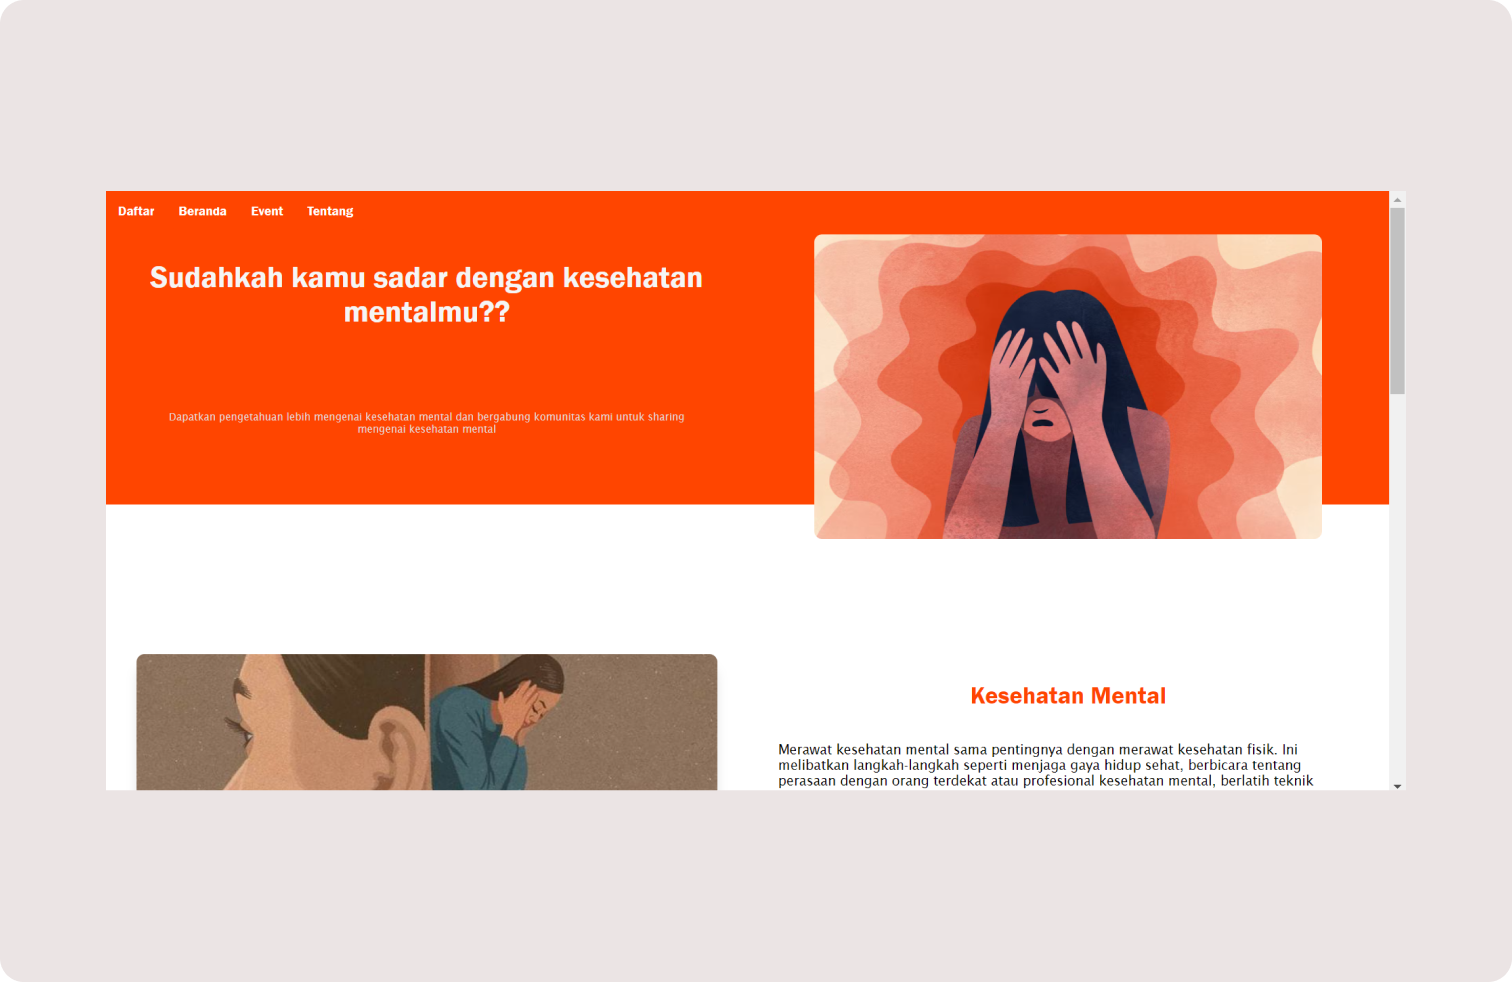 Daftar Beranda Event Tentang
Sudahkah kamu sadar dengan kesehatan
mentalmu??
Dapatkan pengetahuan lebih mengenai kesehatan mental dan bergabung komunitas kami untuk sharing
mengenai kesehatan mental
Kesehatan Mental
Merawat kesehatan mental sama pentingnya dengan merawat kesehatan fisik. Ini
melibatkan langkah-langkah seperti menjaga gaya hidup sehat, berbicara tentang
perasaan dengan orang terdekat atau profesional kesehatan mental, berlatih teknik